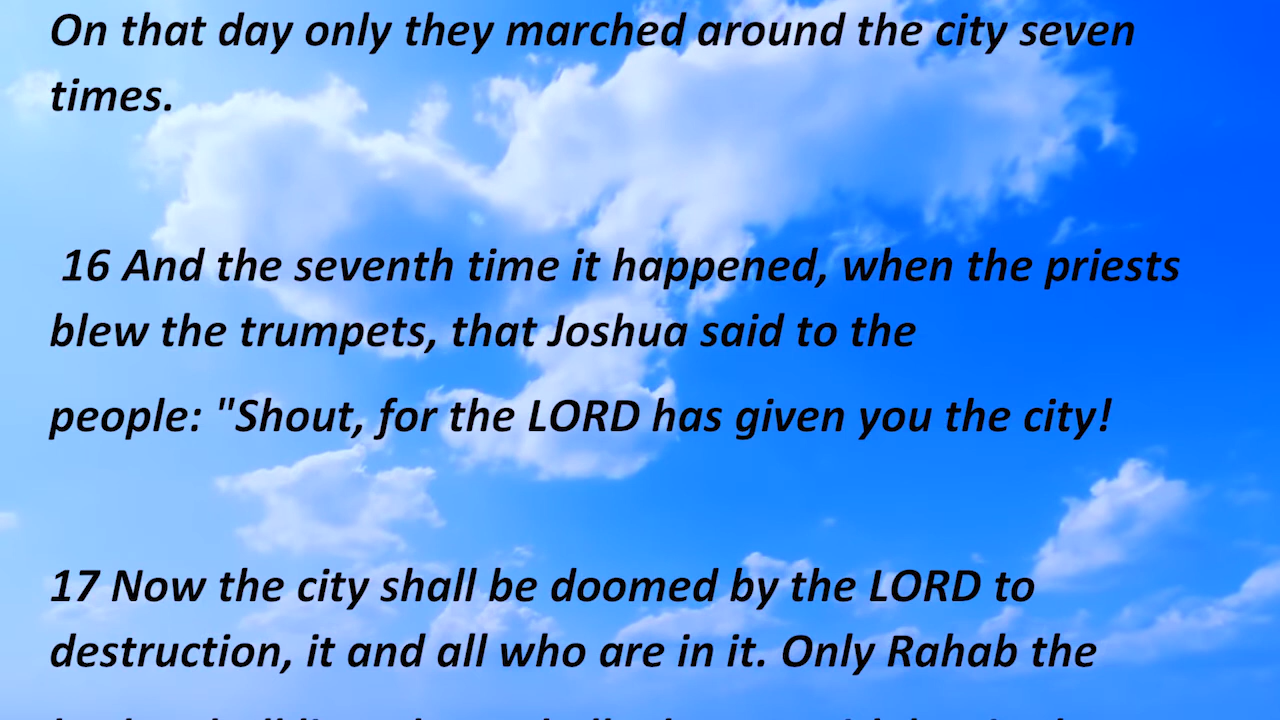 On that day only they marched around the city seven
times.
16 And the seventh time it happened, when the priests
blew the trumpets, that Joshua said to the
people: "Shout, for the LORD has given you the city!
17 Now the city shall be doomed by the LORD to
destruction, it and all who are in it. Only Rahab the